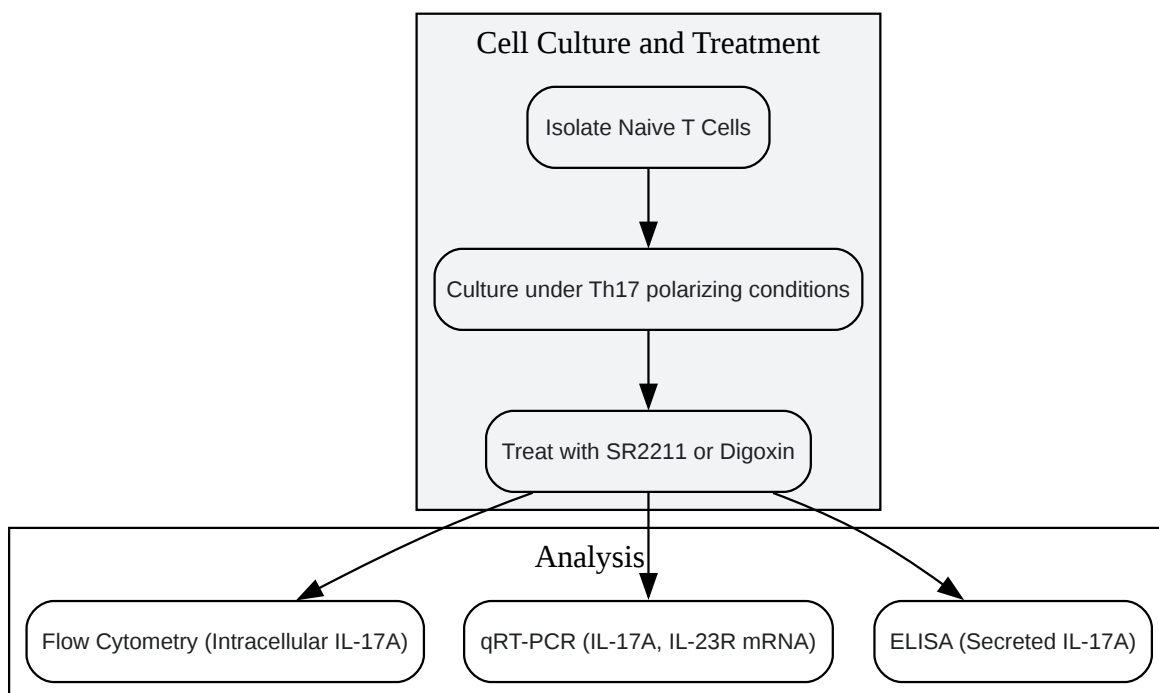 Cell Culture and Treatment
Isolate Naive T Cells
Culture under Th17 polarizing conditions
Treat with SR2211 or Digoxin
Analysis
Flow Cytometry (Intracellular IL-17A)
qRT-PCR (IL-17A, IL-23R mRNA)
ELISA (Secreted IL-17A)